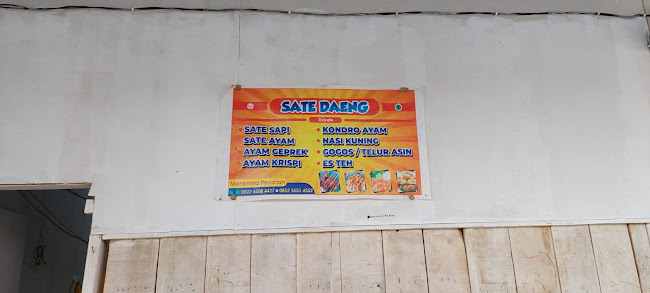 SATE DAENG
SATE SAPI
SATE AYAM
AYAM GEPREK
AYAM KRISPI
KONDRO AYAM
NASI KUNING
GOGOS / TELUR ASIN
ES TEH
Menerima Pesanan